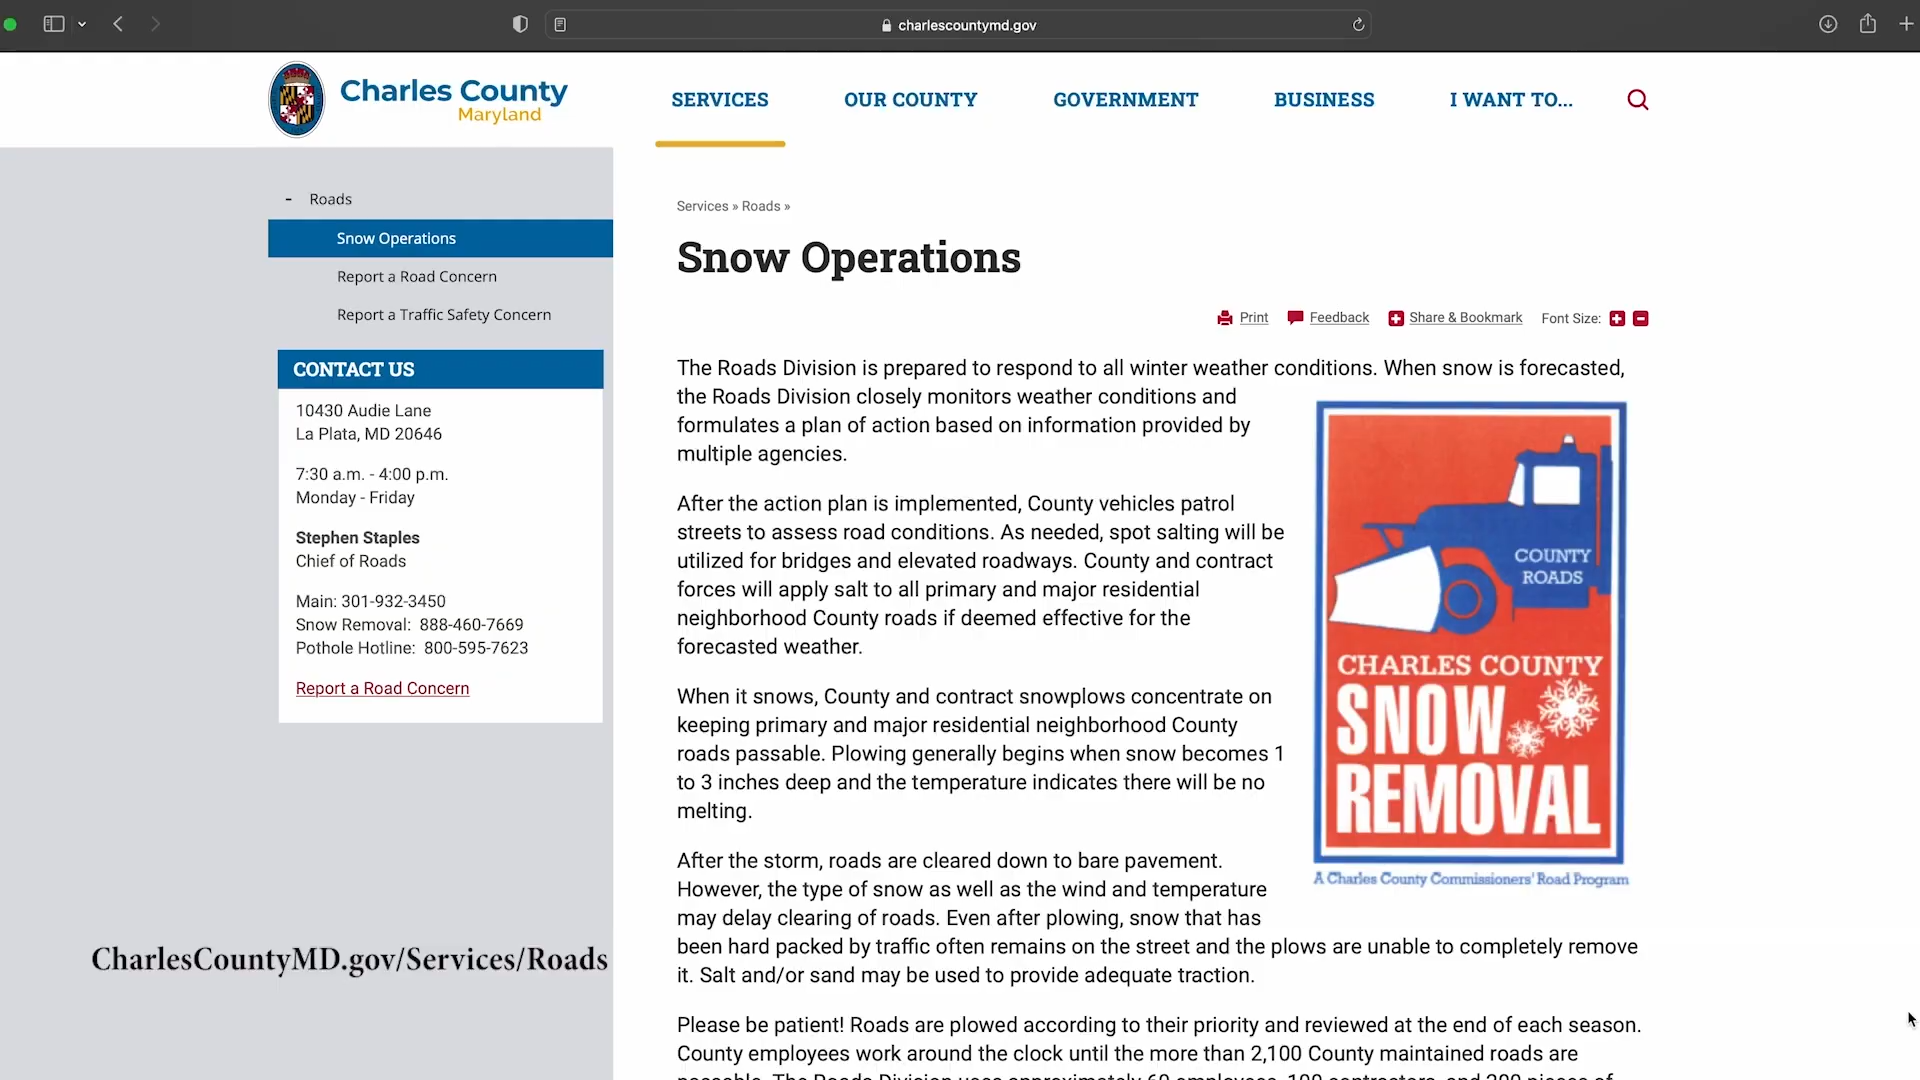 charlescountymd.gov
Charles County
Maryland
SERVICES
OUR COUNTY
GOVERNMENT
BUSINESS
I WANT TO...
- Roads
Snow Operations
Report a Road Concern
Report a Traffic Safety Concern
CONTACT US
10430 Audie Lane
La Plata, MD 20646
7:30 a.m. - 4:00 p.m.
Monday - Friday
Stephen Staples
Chief of Roads
Main: 301-932-3450
Snow Removal: 888-460-7669
Pothole Hotline: 800-595-7623
Report a Road Concern
CharlesCountyMD.gov/Services/Roads
Services » Roads »
Snow Operations
Print
Feedback
Share & Bookmark
Font Size:
The Roads Division is prepared to respond to all winter weather conditions. When snow is forecasted,
the Roads Division closely monitors weather conditions and
formulates a plan of action based on information provided by
multiple agencies.
After the action plan is implemented, County vehicles patrol
streets to assess road conditions. As needed, spot salting will be
utilized for bridges and elevated roadways. County and contract
forces will apply salt to all primary and major residential
neighborhood County roads if deemed effective for the
forecasted weather.
When it snows, County and contract snowplows concentrate on
keeping primary and major residential neighborhood County
roads passable. Plowing generally begins when snow becomes 1
to 3 inches deep and the temperature indicates there will be no
melting.
After the storm, roads are cleared down to bare pavement.
However, the type of snow as well as the wind and temperature
may delay clearing of roads. Even after plowing, snow that has
been hard packed by traffic often remains on the street and the plows are unable to completely remove
it. Salt and/or sand may be used to provide adequate traction.
Please be patient! Roads are plowed according to their priority and reviewed at the end of each season.
County employees work around the clock until the more than 2,100 County maintained roads are
passable. The Roads Division uses approximately 60 employees, 100 contractors, and 200 pieces of
COUNTY
ROADS
CHARLES COUNTY
SNOW
REMOVAL
A Charles County Commissioners' Road Program